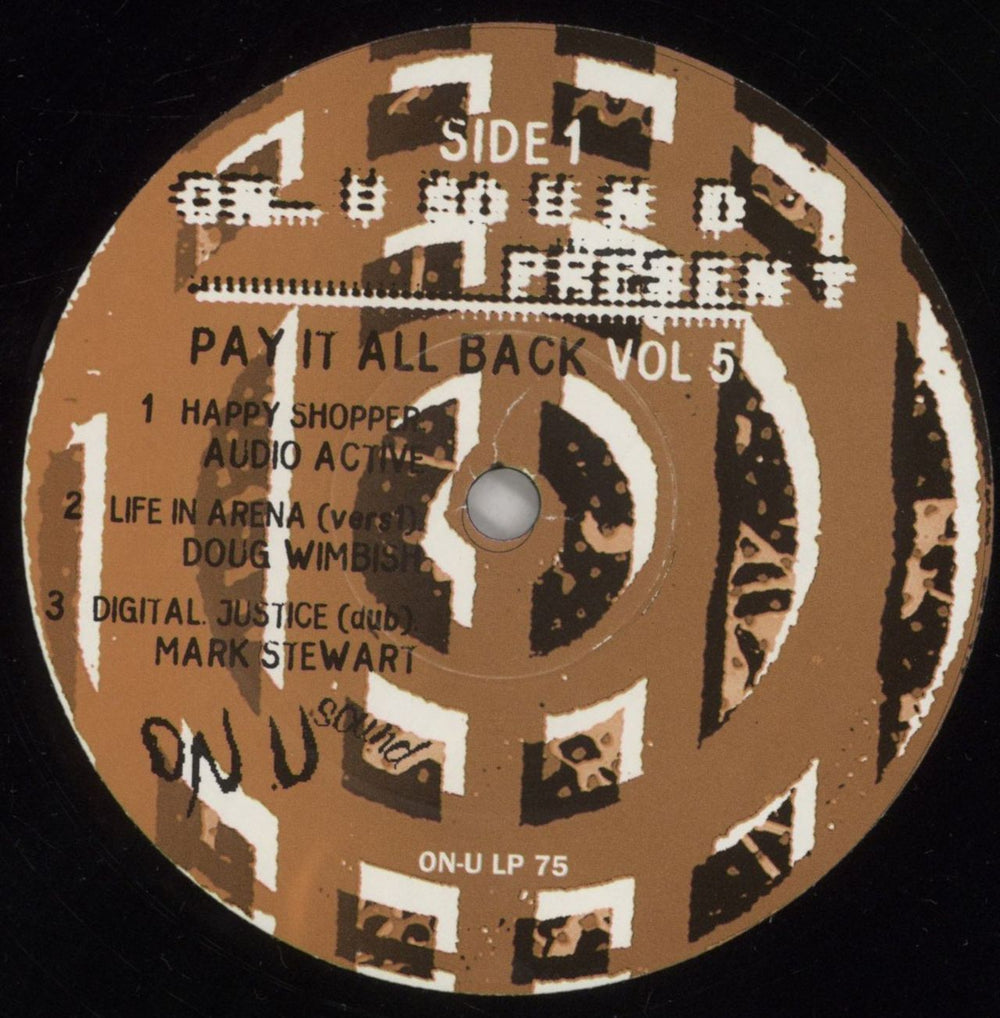 SIDE 1
ON_U SOUND
PRESENT
PAY IT ALL BACK VOL 5
1 HAPPY SHOPPER.
AUDIO ACTIVE
2 LIFE IN ARENA (vers1).
DOUG WIMBISH
3 DIGITAL. JUSTICE (dub).
MARK STEWART
ON.U sound
ON-U LP 75